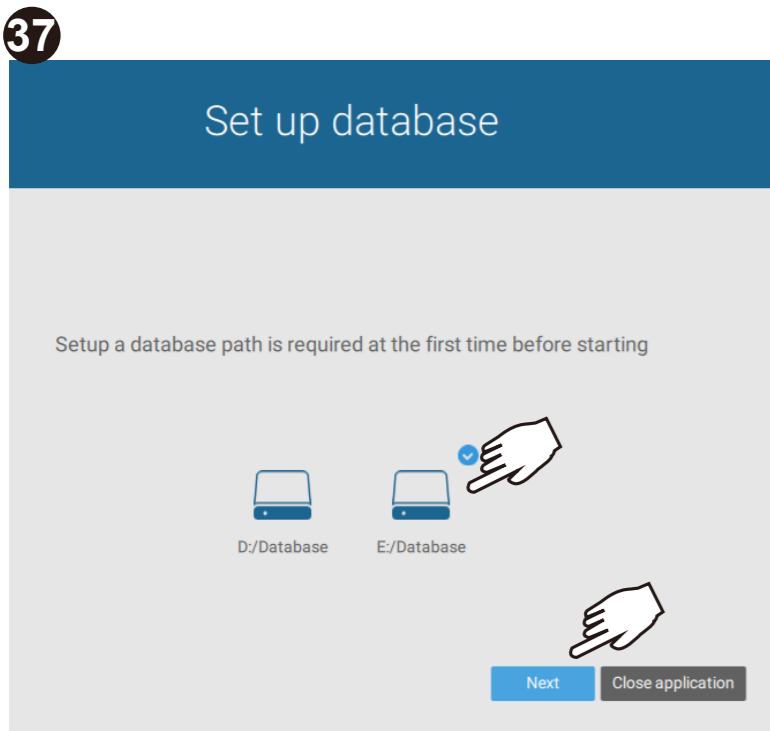 37
Set up database
Setup a database path is required at the first time before starting
D:/Database E:/Database
Next Close application